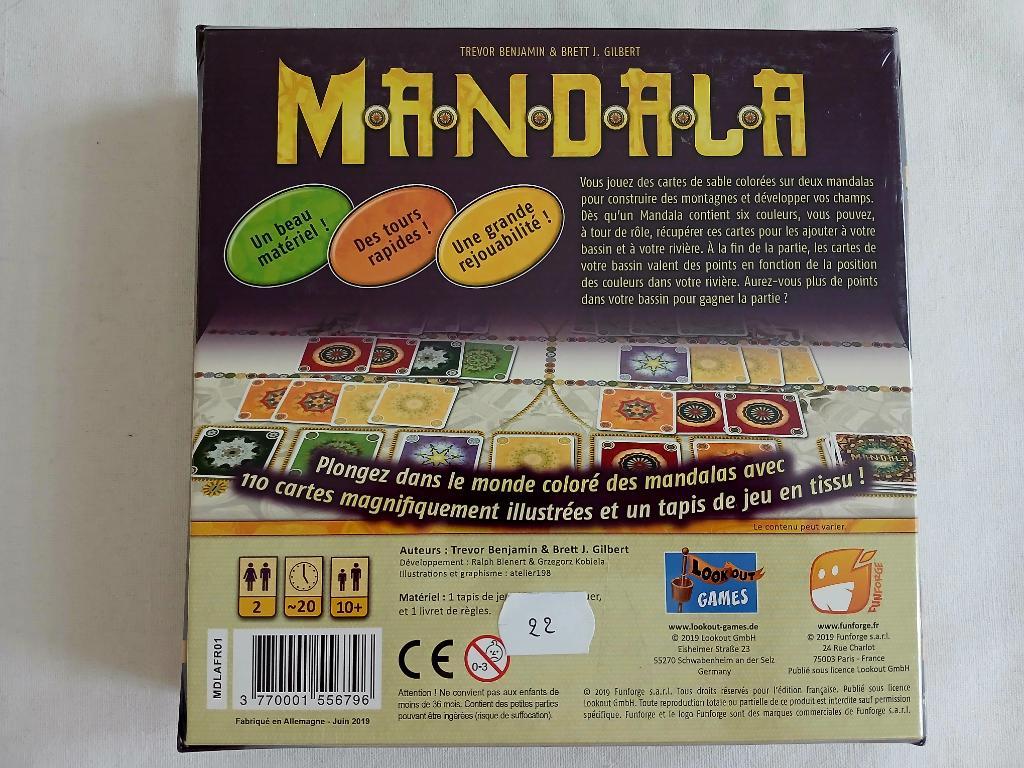 TREVOR BENJAMIN & BRETT J. GILBERT
MANDALA
Un beau
matériel !
Des tours
rapides !
Une grande
rejouabilité !
Vous jouez des cartes de sable colorées sur deux mandalas
pour construire des montagnes et développer vos champs.
Dès qu'un Mandala contient six couleurs, vous pouvez,
à tour de rôle, récupérer ces cartes pour les ajouter à votre
bassin et à votre rivière. À la fin de la partie, les cartes de
votre bassin valent des points en fonction de la position
des couleurs dans votre rivière. Aurez-vous plus de points
dans votre bassin pour gagner la partie ?
MANDALA
Plongez dans le monde coloré des mandalas avec
110 cartes magnifiquement illustrées et un tapis de jeu en tissu !
Le contenu peut varier.
2
~20
10+
Auteurs : Trevor Benjamin & Brett J. Gilbert
Développement : Ralph Bienert & Grzegorz Kobiela
Illustrations et graphisme : atelier198
Matériel : 1 tapis de jeu
et 1 livret de règles.
22
LOOKOUT
GAMES
www.lookout-games.de
© 2019 Lookout GmbH
Elsheimer Straße 23
55270 Schwabenheim an der Selz
Germany
FUNFORGE
www.funforge.fr
© 2019 Funforge s.a.r.l.
24 Rue Charlot
75003 Paris - France
Publié sous licence Lookout GmbH
MDLAFR01
3 770001 556796
Fabriqué en Allemagne - Juin 2019
CE
0-3
Attention ! Ne convient pas aux enfants de
moins de 36 mois. Contient des petites parties
pouvant être ingérées (risque de suffocation).
© 2019 Funforge s.a.r.l. Tous droits réservés pour l'édition française. Publié sous licence
Lookout GmbH. Toute reproduction totale ou partielle de ce produit est interdite sauf permission
spécifique. Funforge et le logo Funforge sont des marques commerciales de Funforge s.a.r.l.